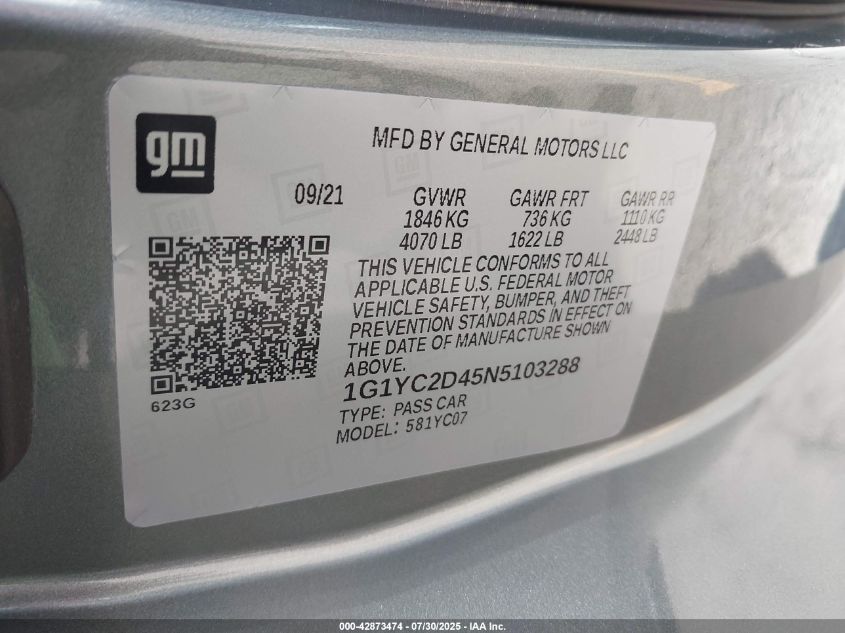 gm
MFD BY GENERAL MOTORS LLC
09/21 GVWR GAWR FRT GAWR RR
1846 KG 736 KG 1110 KG
4070 LB 1622 LB 2448 LB
THIS VEHICLE CONFORMS TO ALL
APPLICABLE U.S. FEDERAL MOTOR
VEHICLE SAFETY, BUMPER, AND THEFT
PREVENTION STANDARDS IN EFFECT ON
THE DATE OF MANUFACTURE SHOWN
ABOVE.
1G1YC2D45N5103288
623G
TYPE: PASS CAR
MODEL: 581YC07
000-42873474 - 07/30/2025 - IAA Inc.